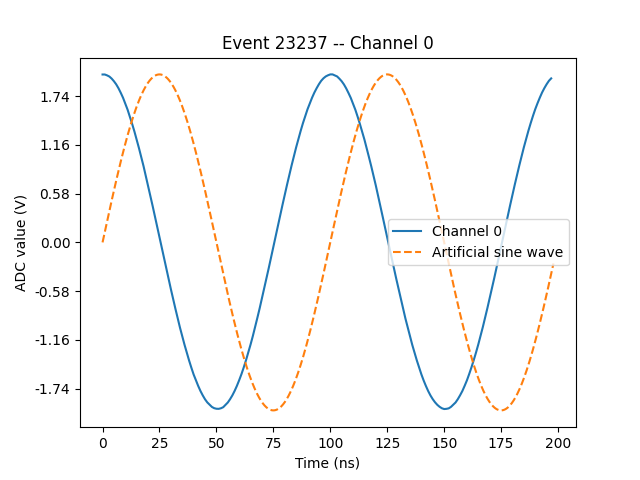 Event 23237 -- Channel 0
ADC value (V)
1.74
1.16
0.58
0.00
-0.58
-1.16
-1.74
Channel 0
Artificial sine wave
0 25 50 75 100 125 150 175 200
Time (ns)